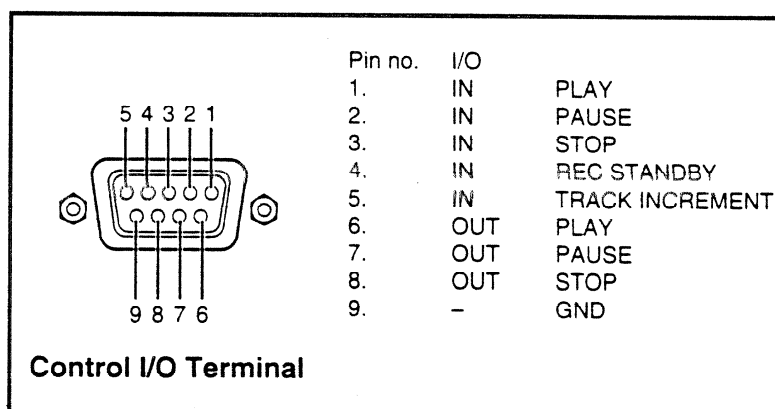 Pin no. I/O
1. IN PLAY
2. IN PAUSE
3. IN STOP
4. IN REC STANDBY
5. IN TRACK INCREMENT
6. OUT PLAY
7. OUT PAUSE
8. OUT STOP
9. – GND
5 4 3 2 1
9 8 7 6
Control I/O Terminal